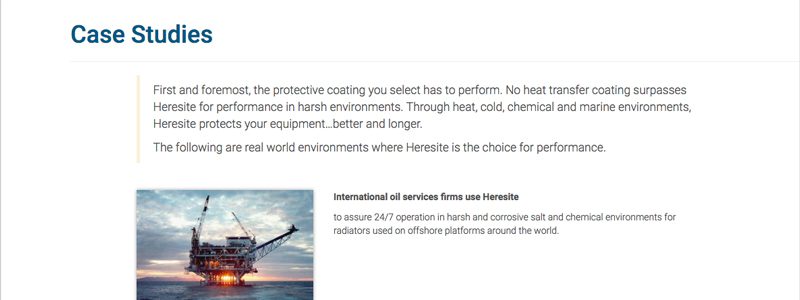 Case Studies
First and foremost, the protective coating you select has to perform. No heat transfer coating surpasses
Heresite for performance in harsh environments. Through heat, cold, chemical and marine environments,
Heresite protects your equipment…better and longer.
The following are real world environments where Heresite is the choice for performance.
International oil services firms use Heresite
to assure 24/7 operation in harsh and corrosive salt and chemical environments for
radiators used on offshore platforms around the world.